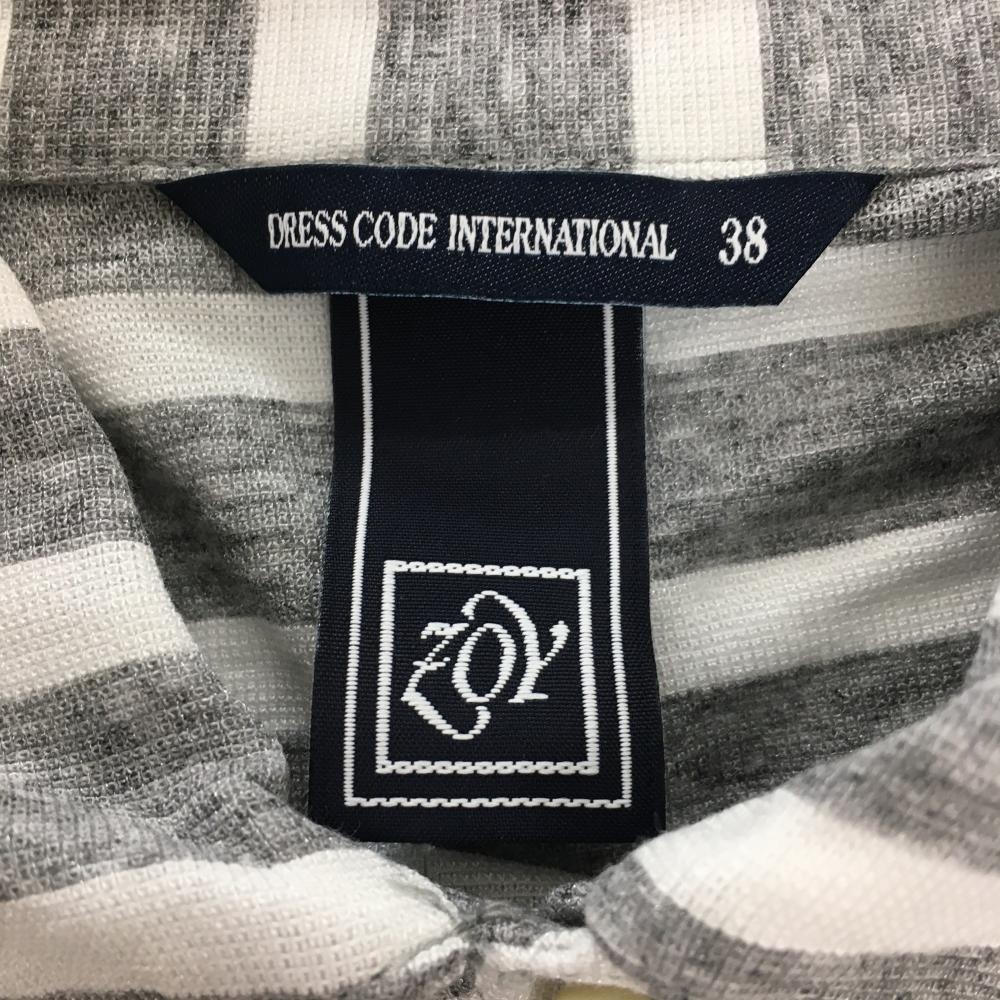 DRESS CODE INTERNATIONAL 38
ZOY